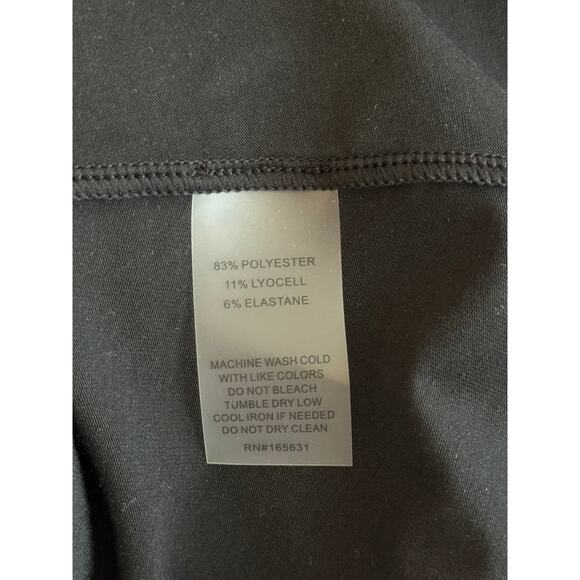 83% POLYESTER
11% LYOCELL
6% ELASTANE
MACHINE WASH COLD
WITH LIKE COLORS
DO NOT BLEACH
TUMBLE DRY LOW
COOL IRON IF NEEDED
DO NOT DRY CLEAN
RN#165631